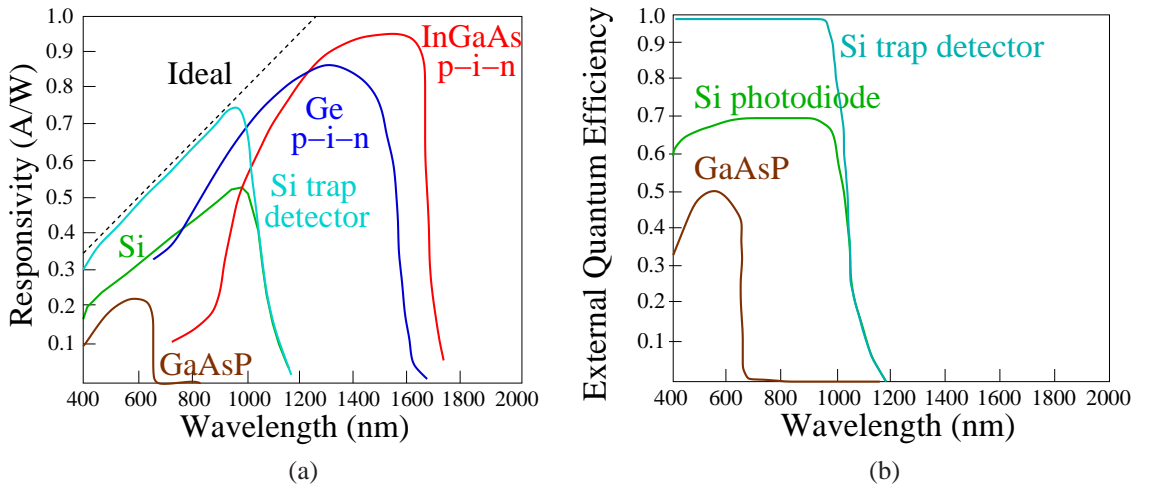 1.0
0.9
0.8
0.7
0.6
0.5
0.4
0.3
0.2
0.1
Responsivity (A/W)
Ideal
InGaAs
p−i−n
Ge
p−i−n
Si trap
detector
Si
GaAsP
400 600 800 1000 1200 1400 1600 1800 2000
Wavelength (nm)
(a)
1.0
0.9
0.8
0.7
0.6
0.5
0.4
0.3
0.2
0.1
External Quantum Efficiency
Si trap detector
Si photodiode
GaAsP
400 600 800 1000 1200 1400 1600 1800 2000
Wavelength (nm)
(b)